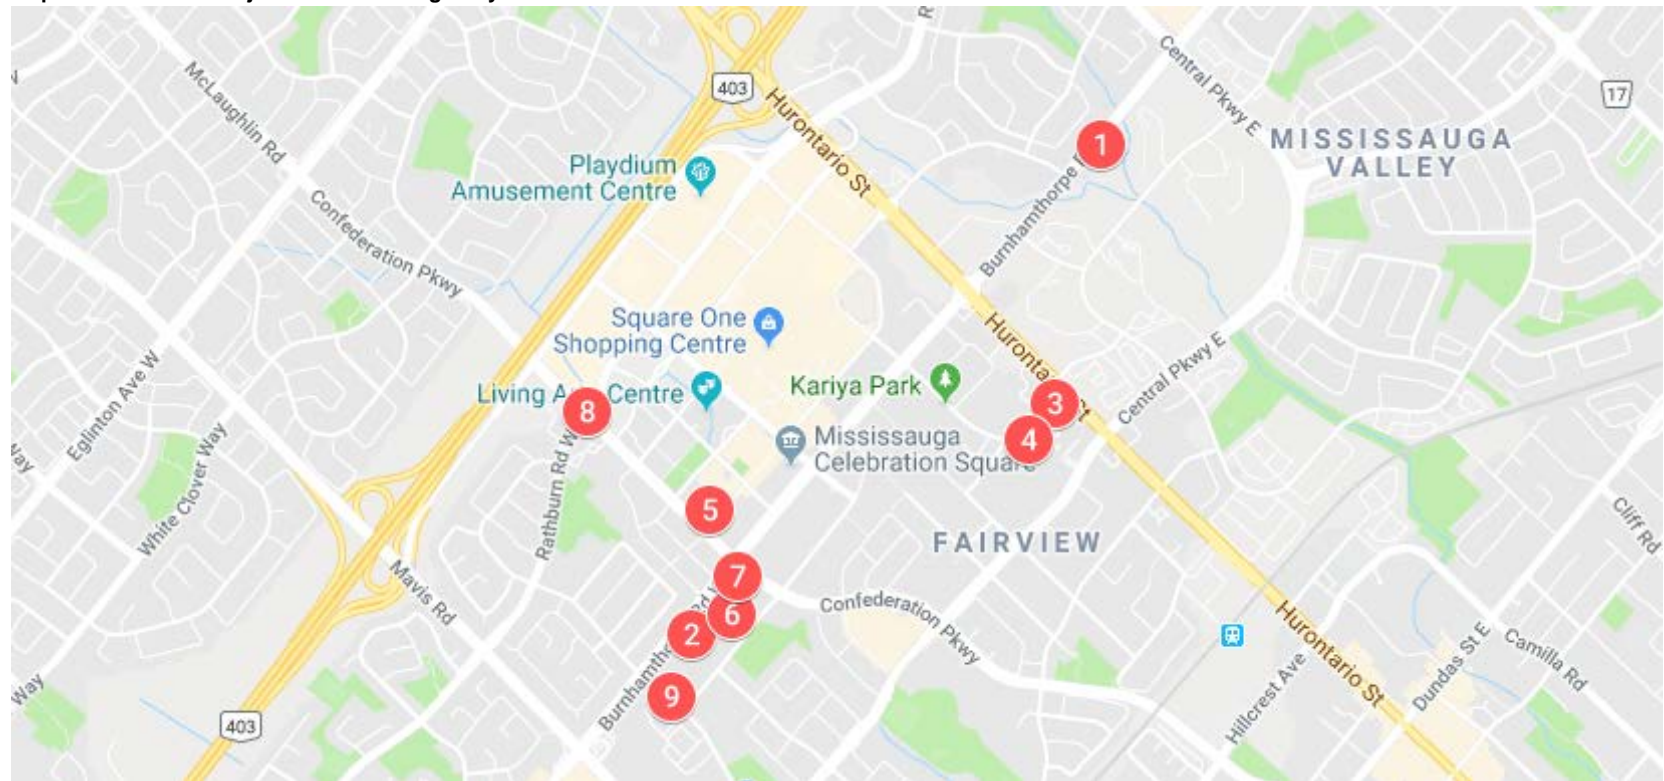 403
Hurontario St
Central Pkwy E
17
McLaughlin Rd
1
MISSISSAUGA
VALLEY
Playdium
Amusement Centre
Burnhamthorpe
Confederation Pkwy
Square One
Shopping Centre
Central Pkwy E
Kariya Park
3
Living
Centre
8
4
Mississauga
Celebration Square
Eglinton Ave W
White Clover Way
Rathburn Rd W
5
FAIRVIEW
Cliff Rd
Way
7
6
2
Mavis Rd
Confederation Pkwy
Hurontario St
Dundas St E
Camilla Rd
Hillcrest Ave
9
Way
403